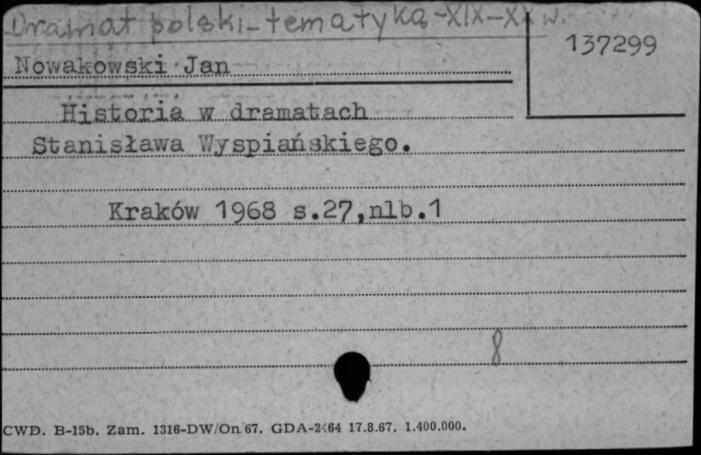 Dramat polski-tematyka-XIX-XX w.
137299
Nowakowski Jan
Historia w dramatach
Stanisława Wyspiańskiego.
Kraków 1968 s.27,nlb.1
8
CWD. B-15b. Zam. 1316-DW/On 67. GDA-2464 17.8.67. 1.400.000.